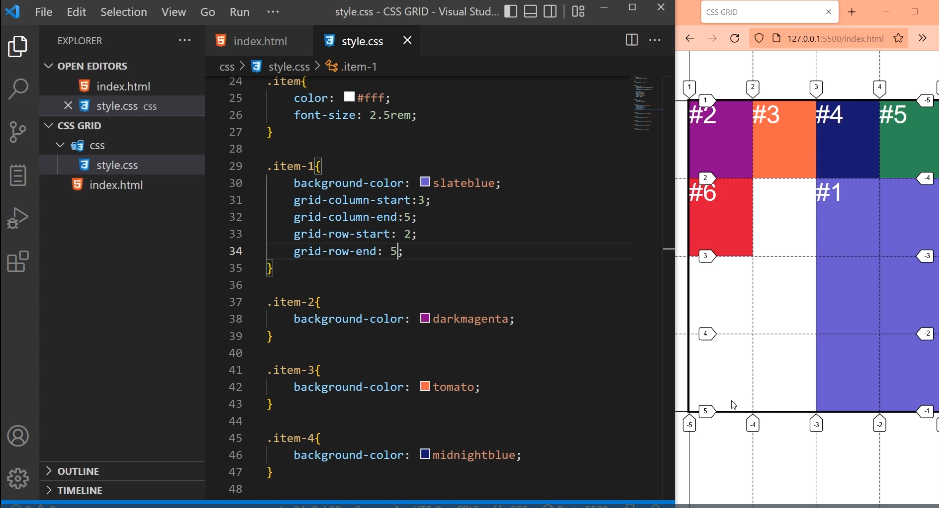 File Edit Selection View Go Run ··· style.css - CSS GRID - Visual Stud...
EXPLORER ···
OPEN EDITORS
index.html
style.css css
CSS GRID
css
style.css
index.html
OUTLINE
TIMELINE
index.html style.css
css > style.css > .item-1
24 .item{
25 color: #fff;
26 font-size: 2.5rem;
27 }
28
29 .item-1{
30 background-color: slateblue;
31 grid-column-start:3;
32 grid-column-end:5;
33 grid-row-start: 2;
34 grid-row-end: 5;
35 }
36
37 .item-2{
38 background-color: darkmagenta;
39 }
40
41 .item-3{
42 background-color: tomato;
43 }
44
45 .item-4{
46 background-color: midnightblue;
47 }
48
CSS GRID
127.0.0.1:5500/index.html
1 2 3 4
1 -5
#2 #3 #4 #5
2 -4
#6 #1
3 -3
4 -2
5 -1
-5 -4 -3 -2